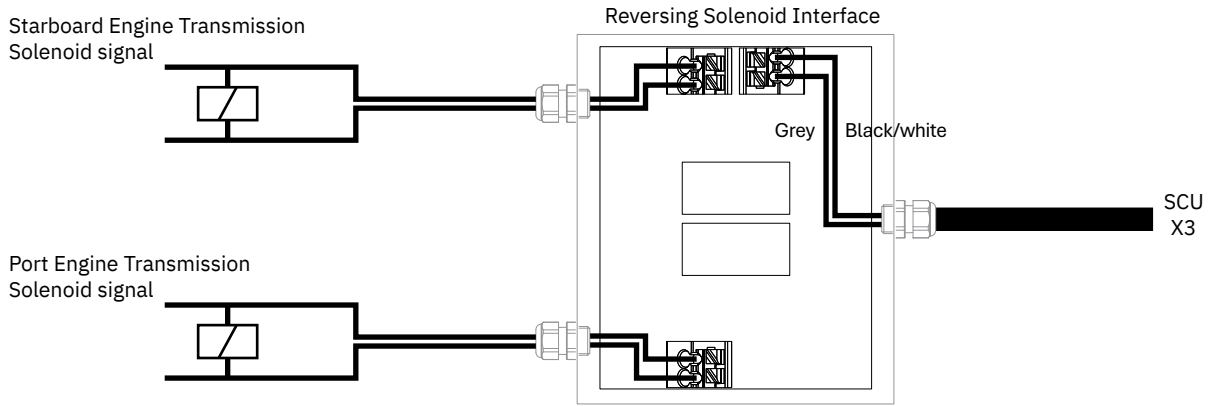 Starboard Engine Transmission
Solenoid signal
Reversing Solenoid Interface
Grey
Black/white
SCU
X3
Port Engine Transmission
Solenoid signal